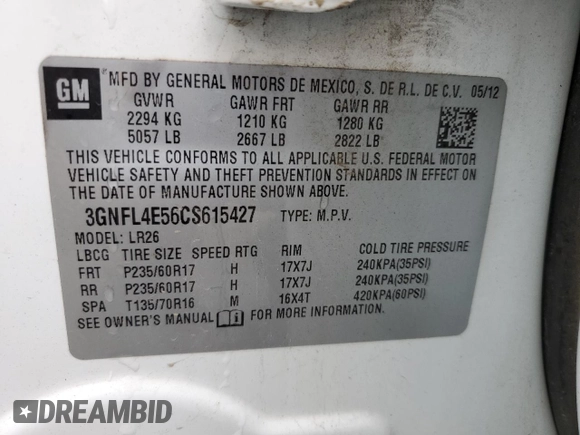 GM
MFD BY GENERAL MOTORS DE MEXICO, S. DE R.L. DE C.V. 05/12
GVWR GAWR FRT GAWR RR
2294 KG 1210 KG 1280 KG
5057 LB 2667 LB 2822 LB
THIS VEHICLE CONFORMS TO ALL APPLICABLE U.S. FEDERAL MOTOR
VEHICLE SAFETY AND THEFT PREVENTION STANDARDS IN EFFECT ON
THE DATE OF MANUFACTURE SHOWN ABOVE.
3GNFL4E56CS615427 TYPE: M.P.V.
MODEL: LR26
LBCG TIRE SIZE SPEED RTG RIM COLD TIRE PRESSURE
FRT P235/60R17 H 17X7J 240KPA(35PSI)
RR P235/60R17 H 17X7J 240KPA(35PSI)
SPA T135/70R16 M 16X4T 420KPA(60PSI)
SEE OWNER'S MANUAL FOR MORE INFORMATION.
DREAMBID